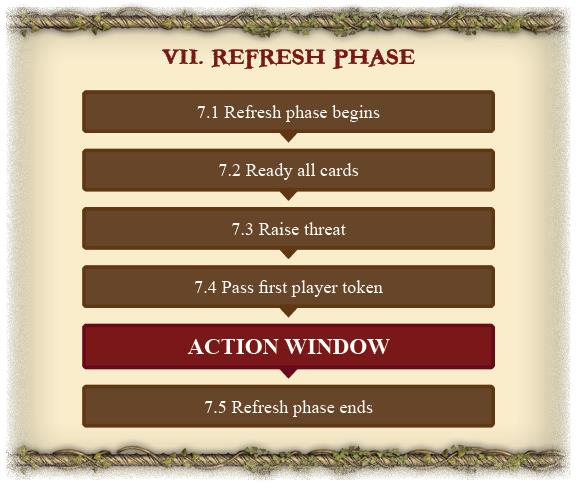 VII. REFRESH PHASE
7.1 Refresh phase begins
7.2 Ready all cards
7.3 Raise threat
7.4 Pass first player token
ACTION WINDOW
7.5 Refresh phase ends